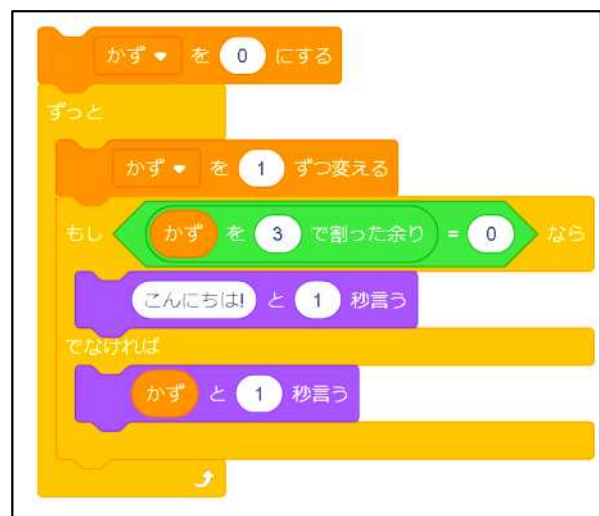 かず を 0 にする
ずっと
かず を 1 ずつ変える
もし かず を 3 で割った余り = 0 なら
こんにちは! と 1 秒言う
でなければ
かず と 1 秒言う